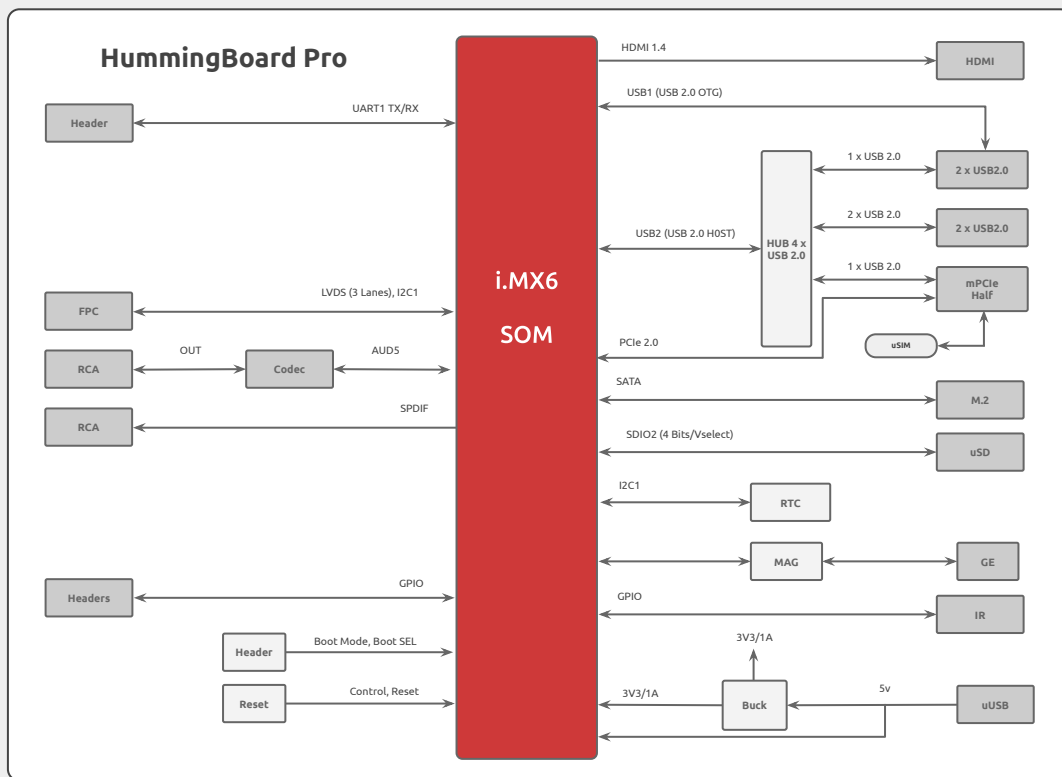 HummingBoard Pro
HDMI 1.4
HDMI
USB1 (USB 2.0 OTG)
UART1 TX/RX
Header
1 x USB 2.0
2 x USB2.0
2 x USB 2.0
2 x USB2.0
USB2 (USB 2.0 H0ST)
HUB 4 x
USB 2.0
1 x USB 2.0
mPCIe
Half
i.MX6
SOM
LVDS (3 Lanes), I2C1
FPC
PCIe 2.0
uSIM
OUT
AUD5
RCA
Codec
SATA
M.2
SPDIF
RCA
SDIO2 (4 Bits/Vselect)
uSD
I2C1
RTC
MAG
GE
GPIO
Headers
GPIO
IR
Boot Mode, Boot SEL
Header
3V3/1A
Control, Reset
Reset
3V3/1A
Buck
5v
uUSB